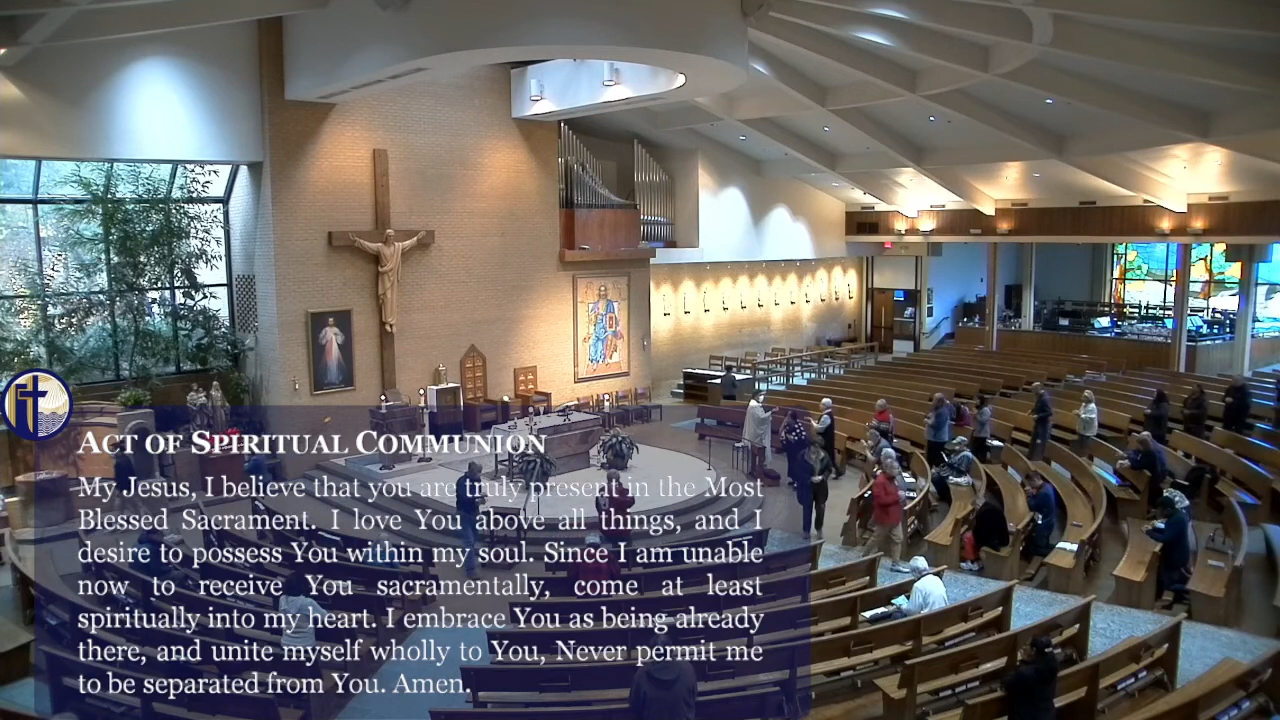 ACT OF SPIRITUAL COMMUNION
My Jesus, I believe that you are truly present in the Most
Blessed Sacrament. I love You above all things, and I
desire to possess You within my soul. Since I am unable
now to receive You sacramentally, come at least
spiritually into my heart. I embrace You as being already
there, and unite myself wholly to You, Never permit me
to be separated from You. Amen.